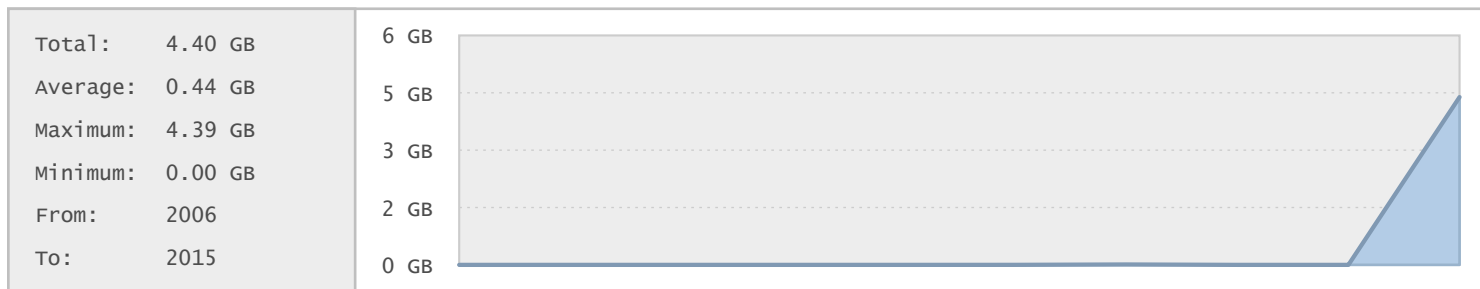 Total: 4.40 GB
Average: 0.44 GB
Maximum: 4.39 GB
Minimum: 0.00 GB
From: 2006
To: 2015
6 GB
5 GB
3 GB
2 GB
0 GB